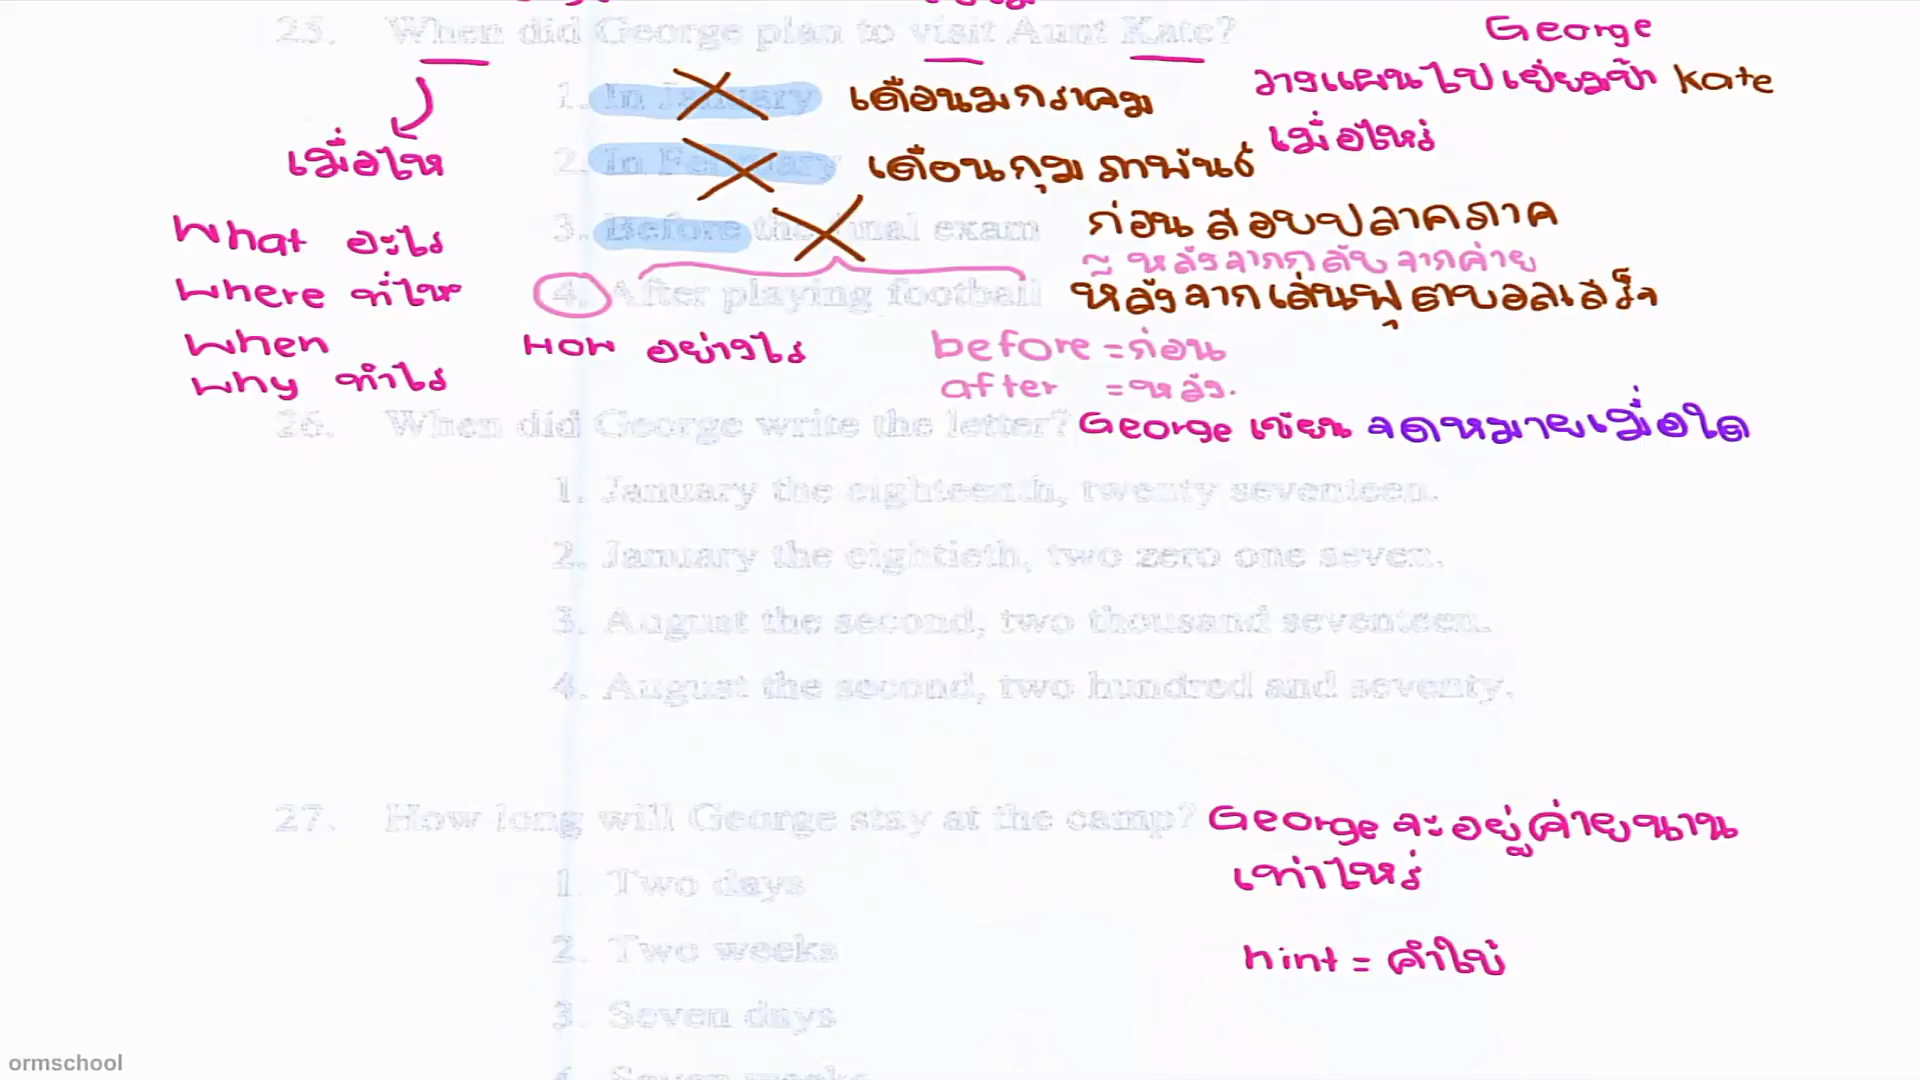 25. When did George plan to visit Aunt Kate?
George
วางแผนไปเยี่ยมป้า Kate
เมื่อไหร่
1. In January เดือนมกราคม
2. In February เดือนกุมภาพันธ์
เมื่อไห
3. Before the final exam ก่อนสอบปลายภาค
หลังจากกลับจากค่าย
4. After playing football หลังจากเล่นฟุตบอลเสร็จ
What อะไร
Where ที่ไห
When
Why ทำไร
How อย่างไร
before = ก่อน
after = หลัง.
26. When did George write the letter? George เขียน จดหมายเมื่อใด
1. January the eighteenth, twenty seventeen.
2. January the eightieth, two zero one seven.
3. August the second, two thousand seventeen.
4. August the second, two hundred and seventy.
27. How long will George stay at the camp? George จะอยู่ค่ายนาน
เท่าไหร่
1. Two days
2. Two weeks
hint = คำใบ้
3. Seven days
4. Seven weeks
ormschool